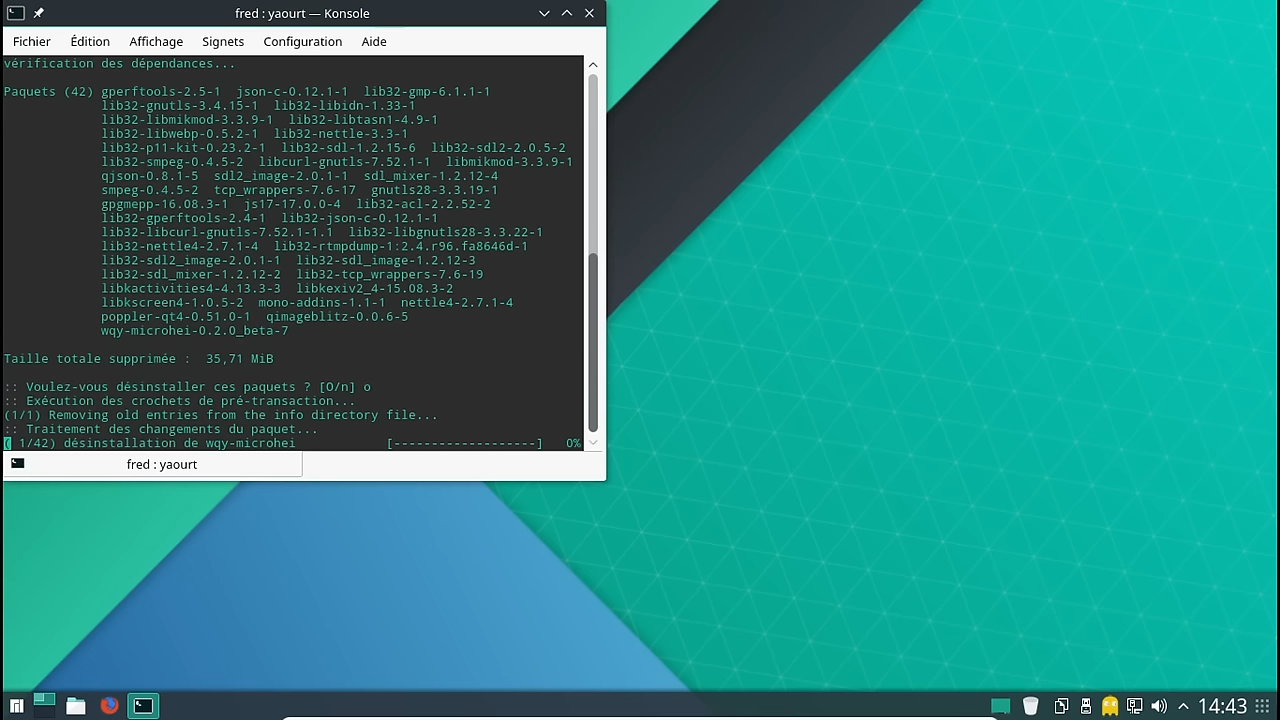 fred : yaourt — Konsole
Fichier Édition Affichage Signets Configuration Aide
vérification des dépendances...
Paquets (42) gperftools-2.5-1 json-c-0.12.1-1 lib32-gmp-6.1.1-1
lib32-gnutls-3.4.15-1 lib32-libidn-1.33-1
lib32-libmikmod-3.3.9-1 lib32-libtasn1-4.9-1
lib32-libwebp-0.5.2-1 lib32-nettle-3.3-1
lib32-p11-kit-0.23.2-1 lib32-sdl-1.2.15-6 lib32-sdl2-2.0.5-2
lib32-smpeg-0.4.5-2 libcurl-gnutls-7.52.1-1 libmikmod-3.3.9-1
qjson-0.8.1-5 sdl2_image-2.0.1-1 sdl_mixer-1.2.12-4
smpeg-0.4.5-2 tcp_wrappers-7.6-17 gnutls28-3.3.19-1
gpgmepp-16.08.3-1 js17-17.0.0-4 lib32-acl-2.2.52-2
lib32-gperftools-2.4-1 lib32-json-c-0.12.1-1
lib32-libcurl-gnutls-7.52.1-1.1 lib32-libgnutls28-3.3.22-1
lib32-nettle4-2.7.1-4 lib32-rtmpdump-1:2.4.r96.fa8646d-1
lib32-sdl2_image-2.0.1-1 lib32-sdl_image-1.2.12-3
lib32-sdl_mixer-1.2.12-2 lib32-tcp_wrappers-7.6-19
libkactivities4-4.13.3-3 libkexiv2_4-15.08.3-2
libkscreen4-1.0.5-2 mono-addins-1.1-1 nettle4-2.7.1-4
poppler-qt4-0.51.0-1 qimageblitz-0.0.6-5
wqy-microhei-0.2.0_beta-7
Taille totale supprimée : 35,71 MiB
:: Voulez-vous désinstaller ces paquets ? [O/n] o
:: Exécution des crochets de pré-transaction...
(1/1) Removing old entries from the info directory file...
:: Traitement des changements du paquet...
( 1/42) désinstallation de wqy-microhei [-------------------] 0%
fred : yaourt
14:43